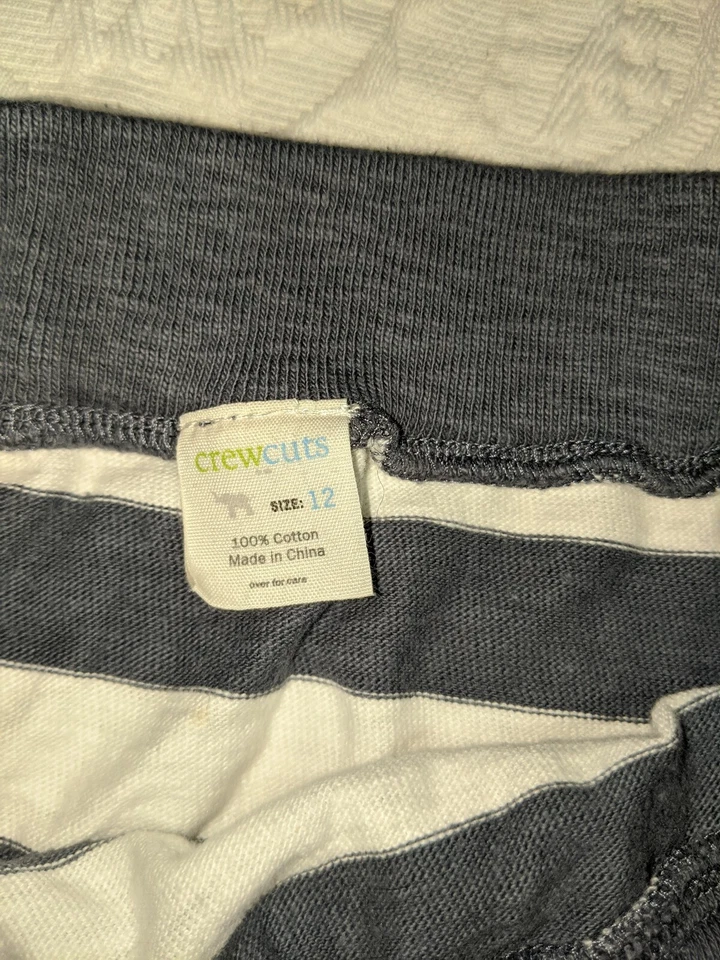 crewcuts
SIZE: 12
100% Cotton
Made in China
over for care